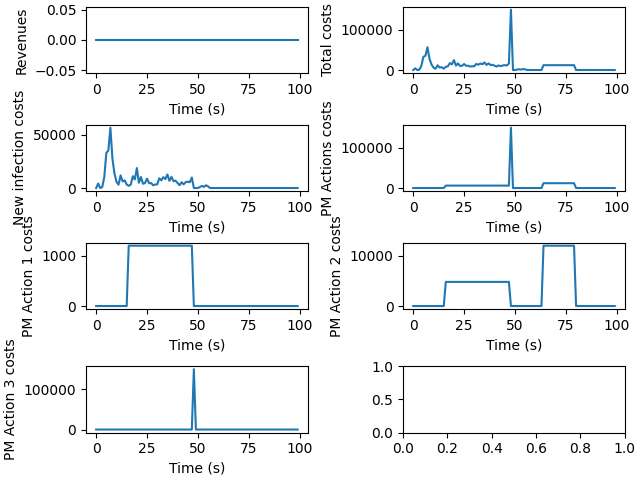 Revenues
0.05
0.00
−0.05
0 25 50 75 100
Time (s)
Total costs
100000
0
0 25 50 75 100
Time (s)
New infection costs
50000
0
0 25 50 75 100
Time (s)
PM Actions costs
100000
0
0 25 50 75 100
Time (s)
PM Action 1 costs
1000
0
0 25 50 75 100
Time (s)
PM Action 2 costs
10000
0
0 25 50 75 100
Time (s)
PM Action 3 costs
100000
0
0 25 50 75 100
Time (s)
1.0
0.5
0.0
0.0 0.2 0.4 0.6 0.8 1.0